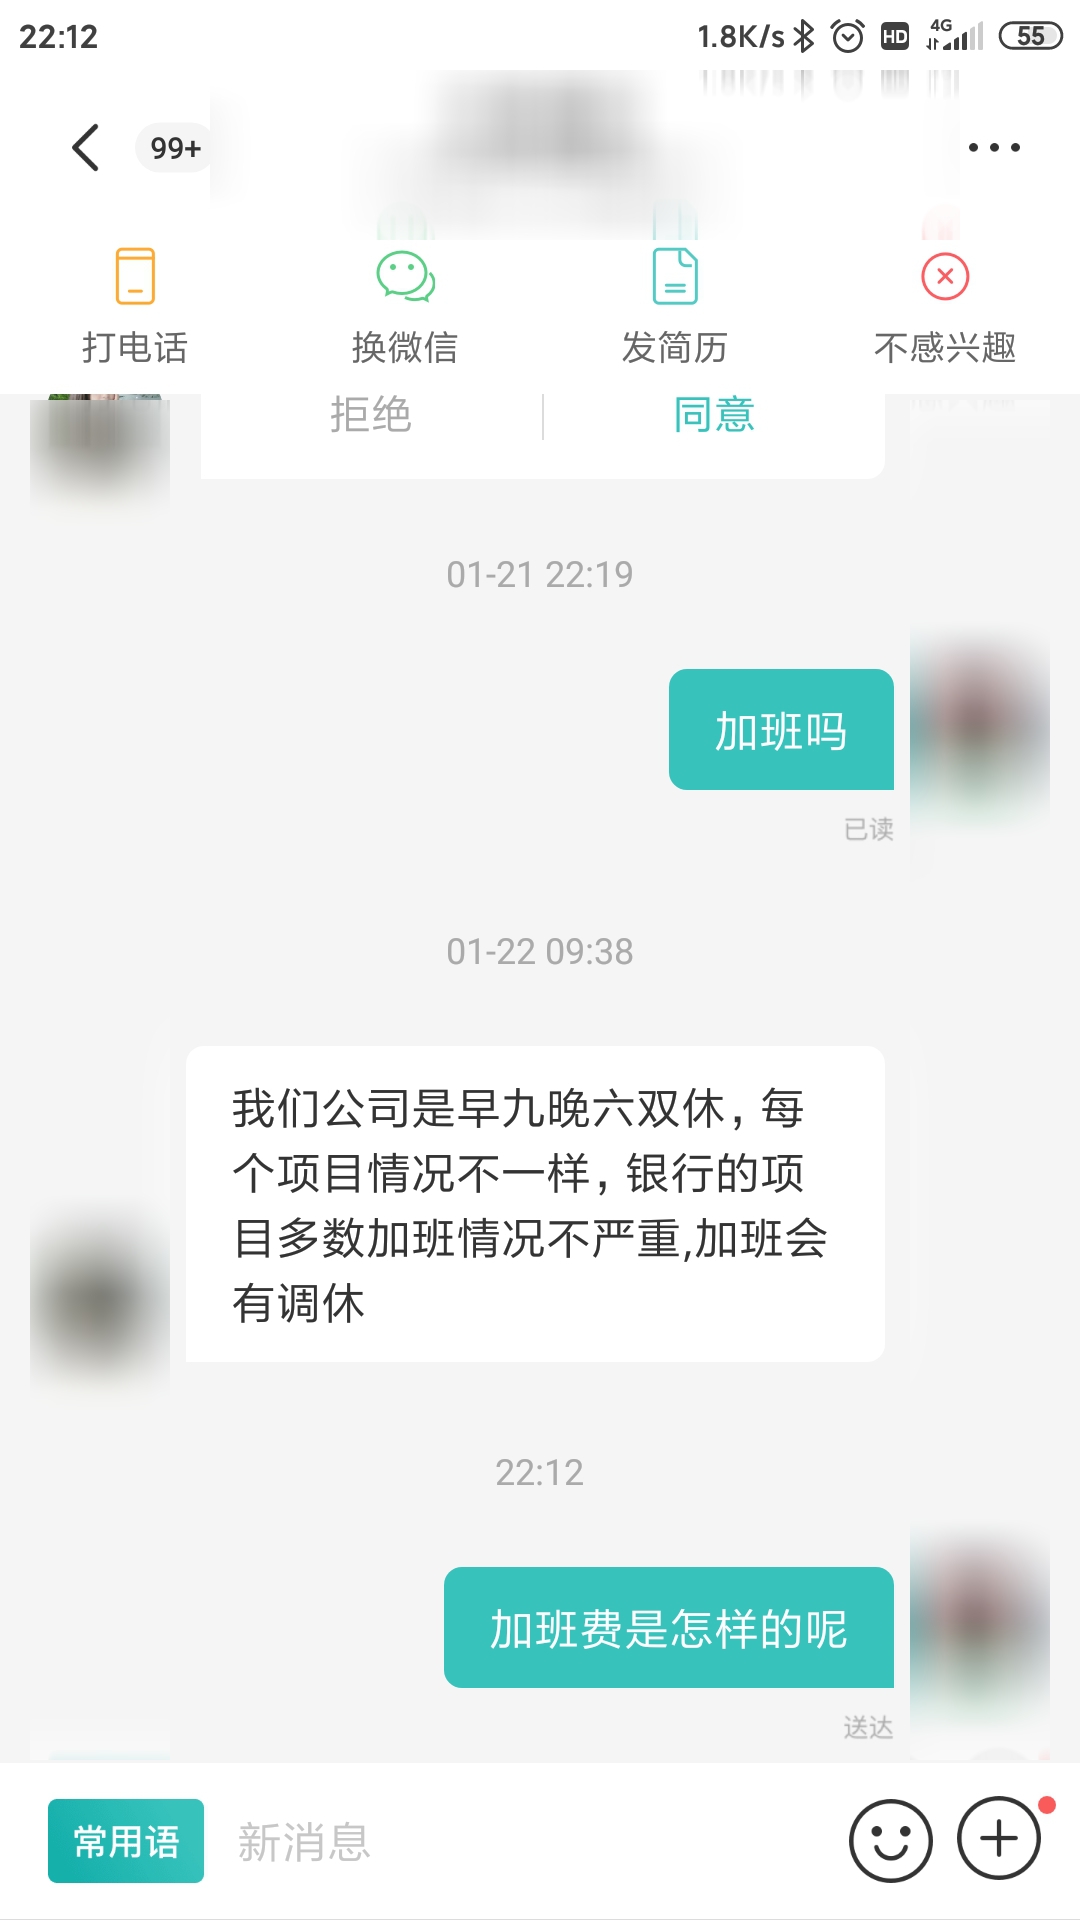 22:12 1.8K/s HD 4G 55
99+
打电话 换微信 发简历 不感兴趣
拒绝 同意
01-21 22:19
加班吗
已读
01-22 09:38
我们公司是早九晚六双休，每
个项目情况不一样，银行的项
目多数加班情况不严重,加班会
有调休
22:12
加班费是怎样的呢
送达
常用语 新消息